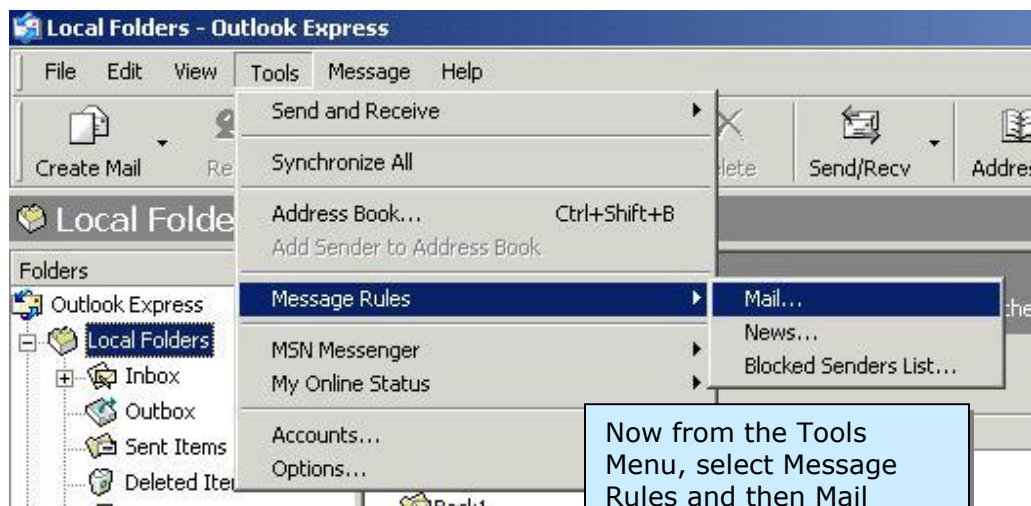 Local Folders - Outlook Express
File Edit View Tools Message Help
Create Mail Send/Recv
Send and Receive
Synchronize All
Address Book... Ctrl+Shift+B
Add Sender to Address Book
Message Rules
MSN Messenger
My Online Status
Accounts...
Options...
Mail...
News...
Blocked Senders List...
Local Folde
Folders
Outlook Express
Local Folders
Inbox
Outbox
Sent Items
Deleted Ite
Now from the Tools
Menu, select Message
Rules and then Mail